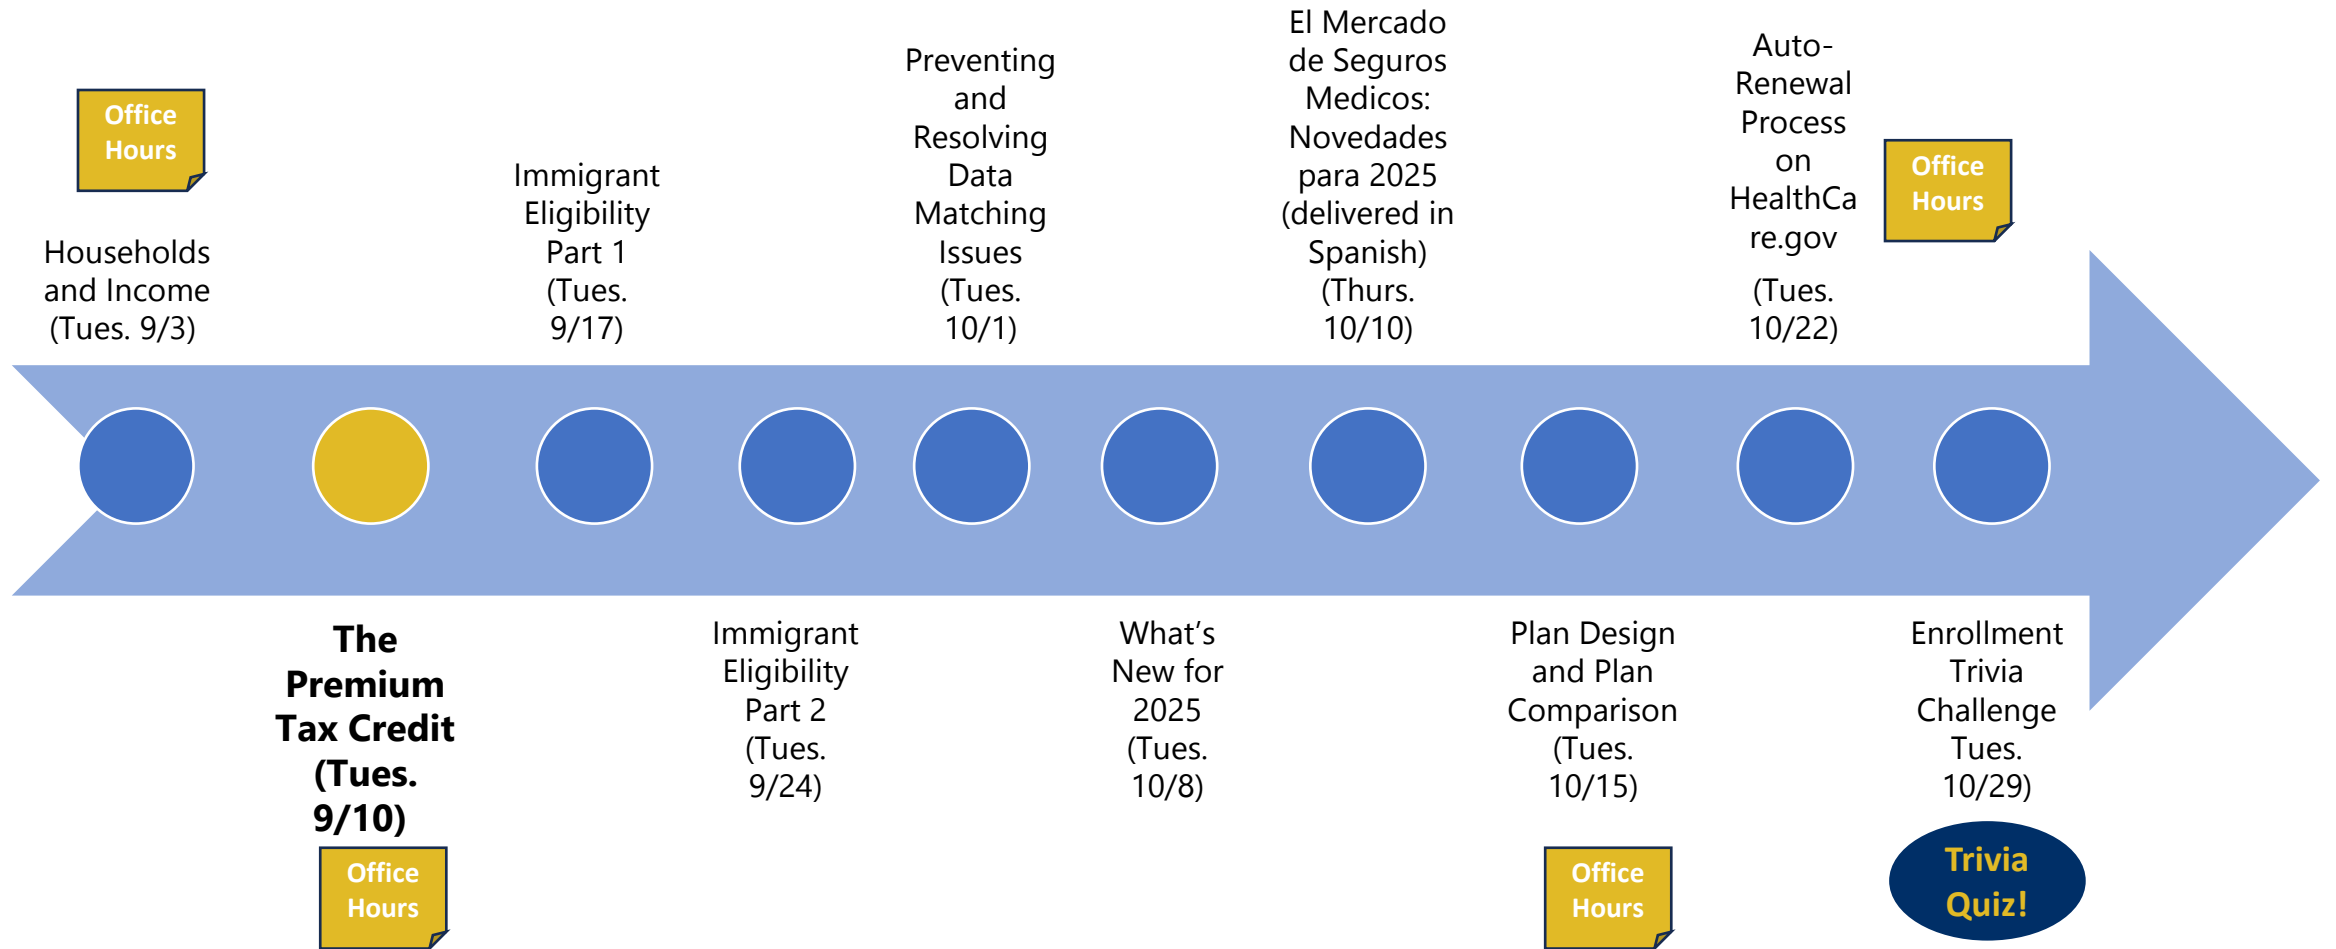 Office
Hours
Households
and Income
(Tues. 9/3)
The
Premium
Tax Credit
(Tues.
9/10)
Office
Hours
Immigrant
Eligibility
Part 1
(Tues.
9/17)
Immigrant
Eligibility
Part 2
(Tues.
9/24)
Preventing
and
Resolving
Data
Matching
Issues
(Tues.
10/1)
What’s
New for
2025
(Tues.
10/8)
El Mercado
de Seguros
Medicos:
Novedades
para 2025
(delivered in
Spanish)
(Thurs.
10/10)
Plan Design
and Plan
Comparison
(Tues.
10/15)
Office
Hours
Auto-
Renewal
Process
on
HealthCa
re.gov
(Tues.
10/22)
Office
Hours
Enrollment
Trivia
Challenge
Tues.
10/29)
Trivia
Quiz!